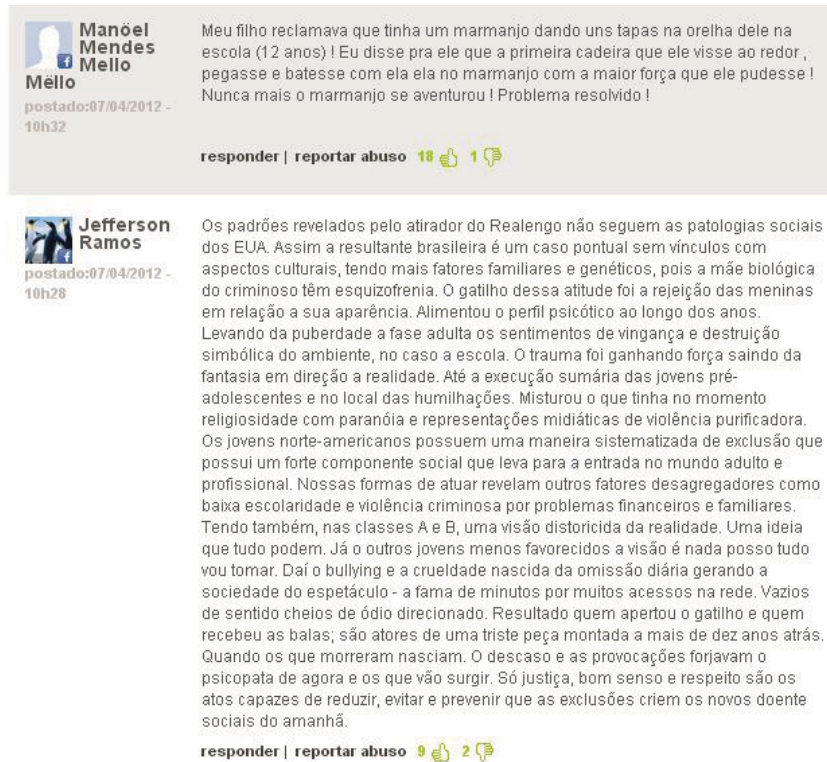 Manöel
Mendes
Mello
Mëllo
postado:07/04/2012 -
10h32
Meu filho reclamava que tinha um marmanjo dando uns tapas na orelha dele na
escola (12 anos) ! Eu disse pra ele que a primeira cadeira que ele visse ao redor ,
pegasse e batesse com ela ela no marmanjo com a maior força que ele pudesse !
Nunca mais o marmanjo se aventurou ! Problema resolvido !
responder | reportar abuso 18 1
Jefferson
Ramos
postado:07/04/2012 -
10h28
Os padrões revelados pelo atirador do Realengo não seguem as patologias sociais
dos EUA. Assim a resultante brasileira é um caso pontual sem vínculos com
aspectos culturais, tendo mais fatores familiares e genéticos, pois a mãe biológica
do criminoso têm esquizofrenia. O gatilho dessa atitude foi a rejeição das meninas
em relação a sua aparência. Alimentou o perfil psicótico ao longo dos anos.
Levando da puberdade a fase adulta os sentimentos de vingança e destruição
simbólica do ambiente, no caso a escola. O trauma foi ganhando força saindo da
fantasia em direção a realidade. Até a execução sumária das jovens pré-
adolescentes e no local das humilhações. Misturou o que tinha no momento
religiosidade com paranóia e representações midiáticas de violência purificadora.
Os jovens norte-americanos possuem uma maneira sistematizada de exclusão que
possui um forte componente social que leva para a entrada no mundo adulto e
profissional. Nossas formas de atuar revelam outros fatores desagregadores como
baixa escolaridade e violência criminosa por problemas financeiros e familiares.
Tendo também, nas classes A e B, uma visão distoricida da realidade. Uma ideia
que tudo podem. Já o outros jovens menos favorecidos a visão é nada posso tudo
vou tomar. Daí o bullying e a crueldade nascida da omissão diária gerando a
sociedade do espetáculo - a fama de minutos por muitos acessos na rede. Vazios
de sentido cheios de ódio direcionado. Resultado quem apertou o gatilho e quem
recebeu as balas; são atores de uma triste peça montada a mais de dez anos atrás.
Quando os que morreram nasciam. O descaso e as provocações forjavam o
psicopata de agora e os que vão surgir. Só justiça, bom senso e respeito são os
atos capazes de reduzir, evitar e prevenir que as exclusões criem os novos doente
sociais do amanhã.
responder | reportar abuso 9 2